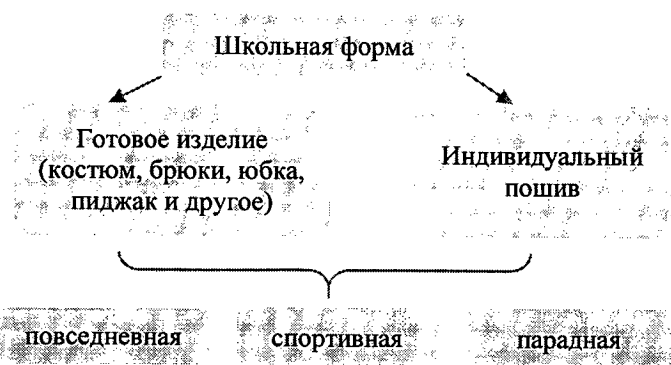 Школьная форма
Готовое изделие
(костюм, брюки, юбка,
пиджак и другое)
Индивидуальный
пошив
повседневная
спортивная
парадная